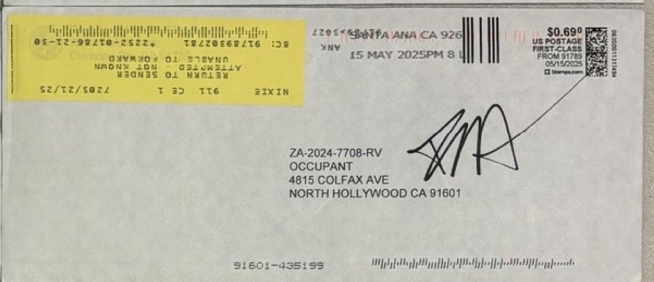 NIXIE 911 CE 1 7205/21/25
RETURN TO SENDER
ATTEMPTED - NOT KNOWN
UNABLE TO FORWARD
BC: 91789302781 *2252-01786-21-30
SANTA ANA CA 926
15 MAY 2025PM 8 L
$0.69⁰
US POSTAGE
FIRST-CLASS
FROM 91789
05/15/2025
Stamps.com
ZA-2024-7708-RV
OCCUPANT
4815 COLFAX AVE
NORTH HOLLYWOOD CA 91601
91601-435199